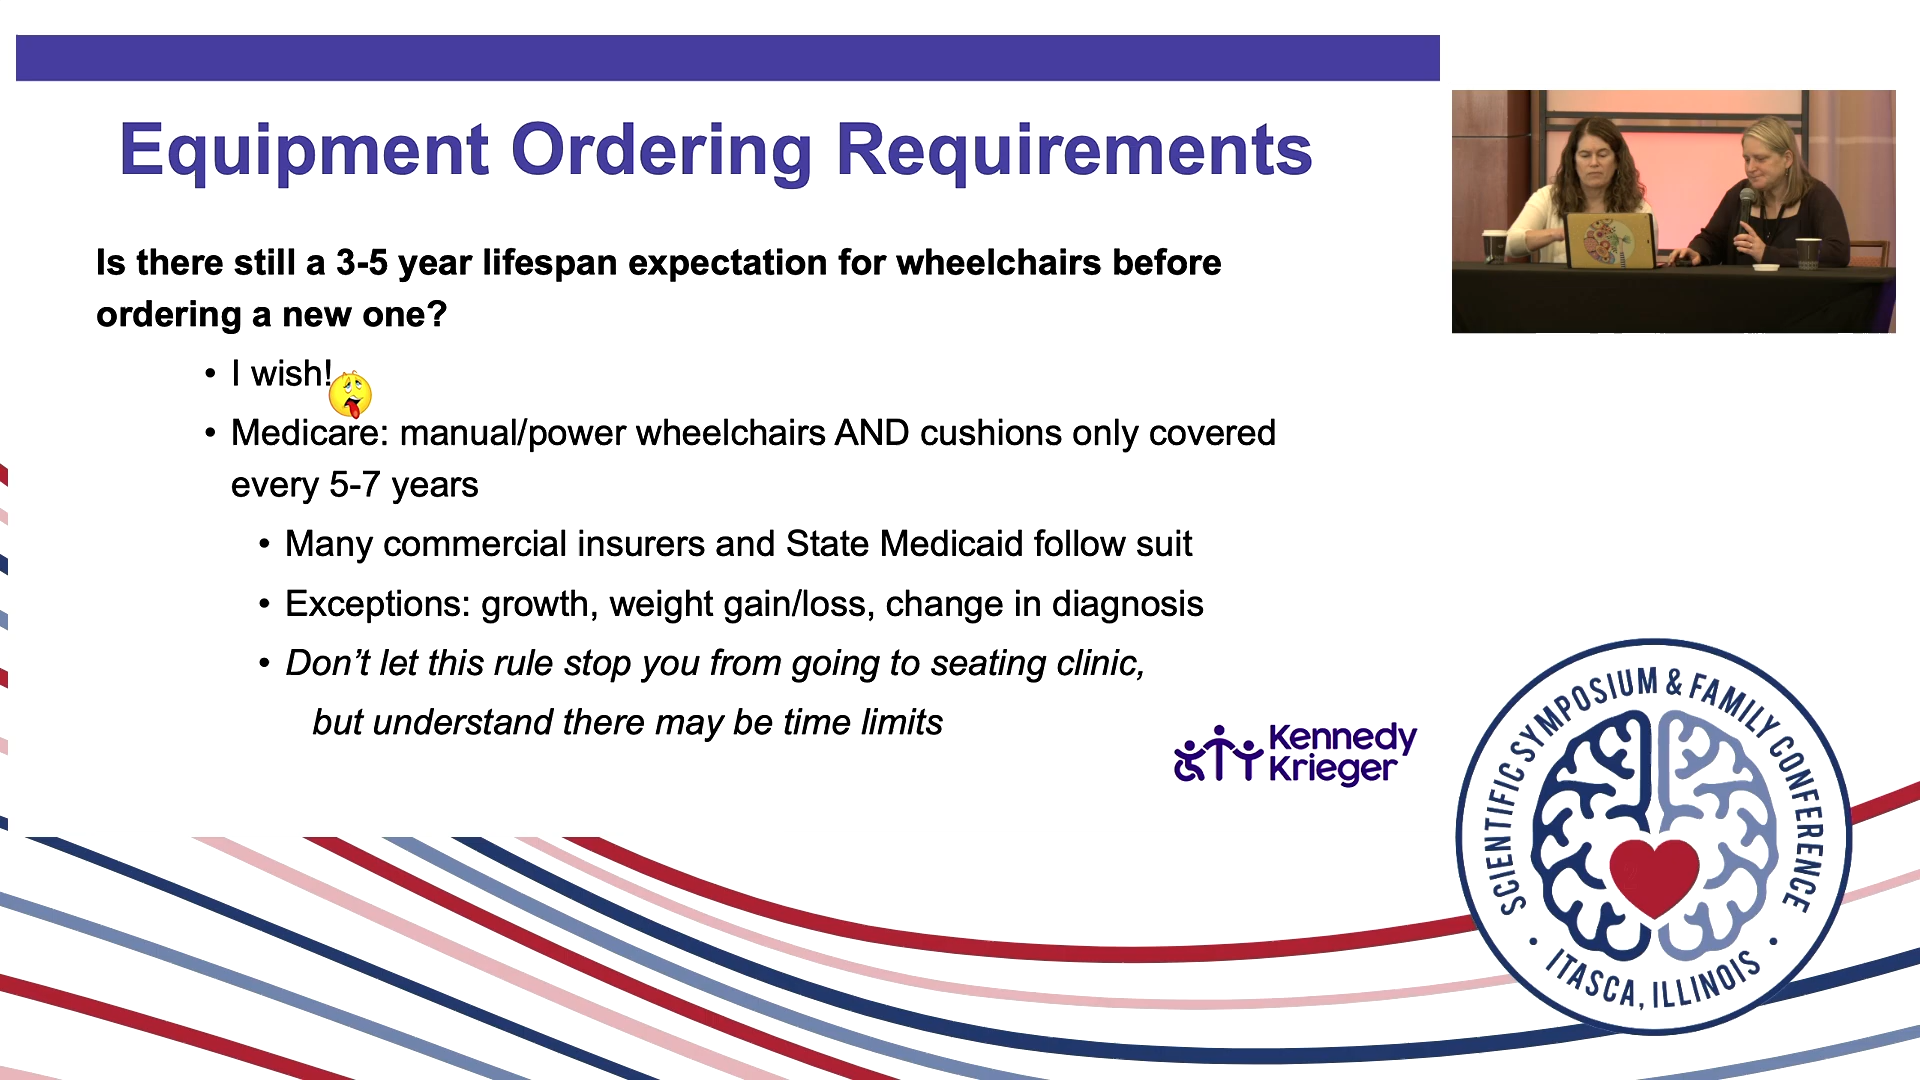 Equipment Ordering Requirements
Is there still a 3-5 year lifespan expectation for wheelchairs before
ordering a new one?
• I wish!
• Medicare: manual/power wheelchairs AND cushions only covered
every 5-7 years
• Many commercial insurers and State Medicaid follow suit
• Exceptions: growth, weight gain/loss, change in diagnosis
• Don’t let this rule stop you from going to seating clinic,
but understand there may be time limits
Kennedy
Krieger
SCIENTIFIC SYMPOSIUM & FAMILY CONFERENCE
• ITASCA, ILLINOIS •